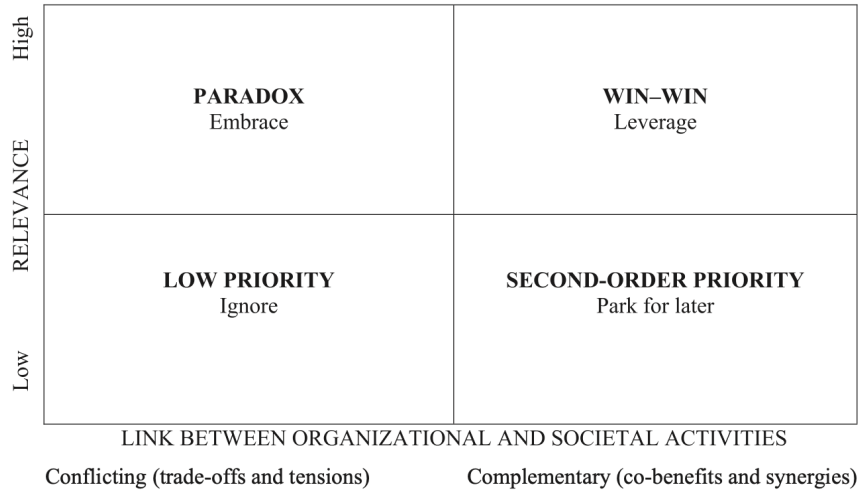 High
PARADOX
Embrace
WIN–WIN
Leverage
RELEVANCE
LOW PRIORITY
Ignore
SECOND-ORDER PRIORITY
Park for later
Low
LINK BETWEEN ORGANIZATIONAL AND SOCIETAL ACTIVITIES
Conflicting (trade-offs and tensions)
Complementary (co-benefits and synergies)